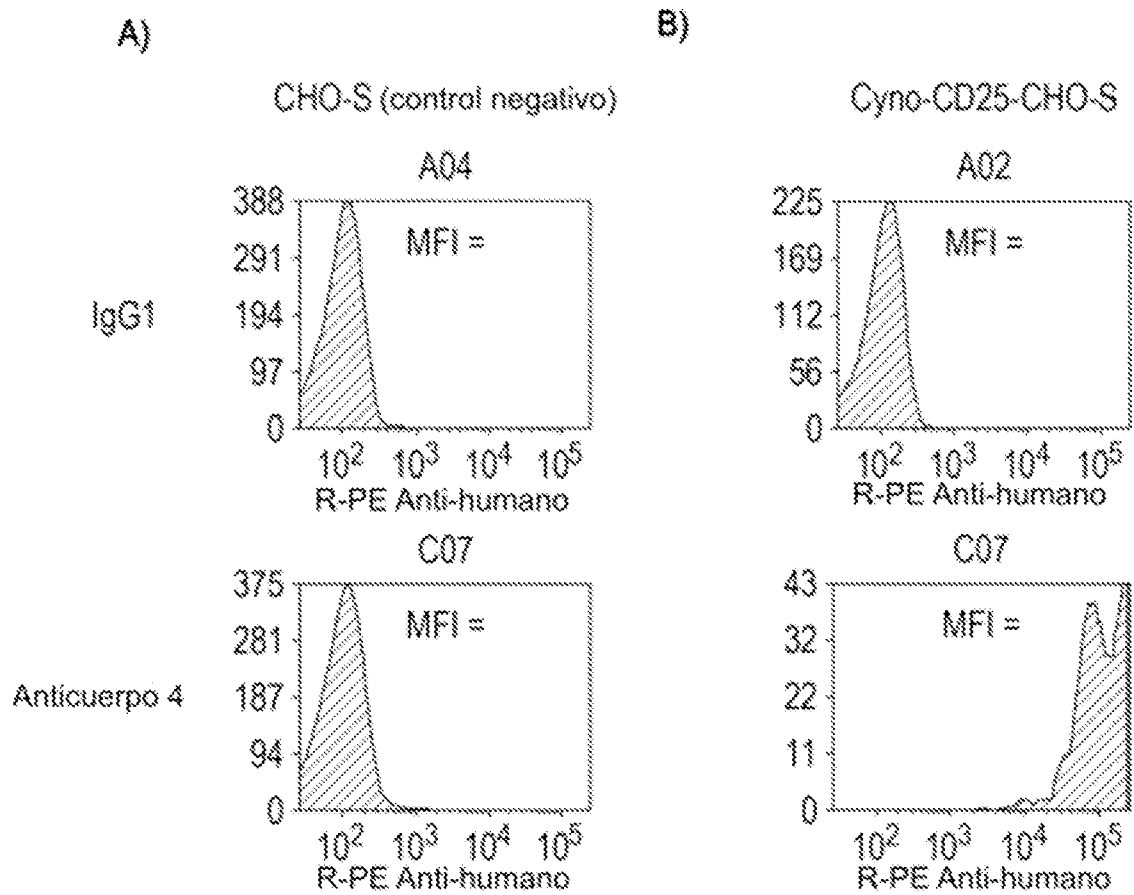 A)
B)
CHO-S (control negativo)
Cyno-CD25-CHO-S
IgG1
A04
388
291
194
97
0
MFI =
10² 10³ 10⁴ 10⁵
R-PE Anti-humano
A02
225
169
112
56
0
MFI =
10² 10³ 10⁴ 10⁵
R-PE Anti-humano
Anticuerpo 4
C07
375
281
187
94
0
MFI =
10² 10³ 10⁴ 10⁵
R-PE Anti-humano
C07
43
32
22
11
0
MFI =
10² 10³ 10⁴ 10⁵
R-PE Anti-humano